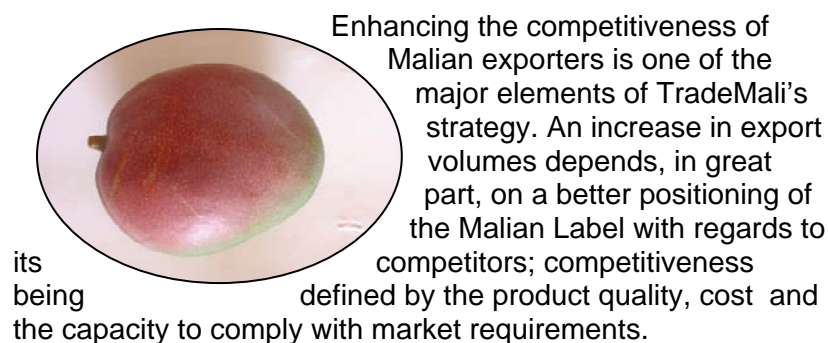 Enhancing the competitiveness of
Malian exporters is one of the
major elements of TradeMali's
strategy. An increase in export
volumes depends, in great
part, on a better positioning of
the Malian Label with regards to
its competitors; competitiveness
being defined by the product quality, cost and
the capacity to comply with market requirements.